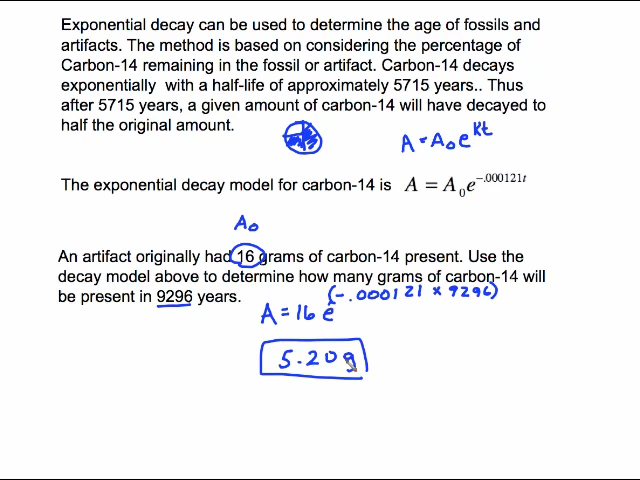 Exponential decay can be used to determine the age of fossils and
artifacts. The method is based on considering the percentage of
Carbon-14 remaining in the fossil or artifact. Carbon-14 decays
exponentially with a half-life of approximately 5715 years.. Thus
after 5715 years, a given amount of carbon-14 will have decayed to
half the original amount.
A = A₀e^kt
The exponential decay model for carbon-14 is A = A₀e^-.000121t
A₀
An artifact originally had 16 grams of carbon-14 present. Use the
decay model above to determine how many grams of carbon-14 will
be present in 9296 years.
A = 16 e^(-.000121 × 9296)
5.20g